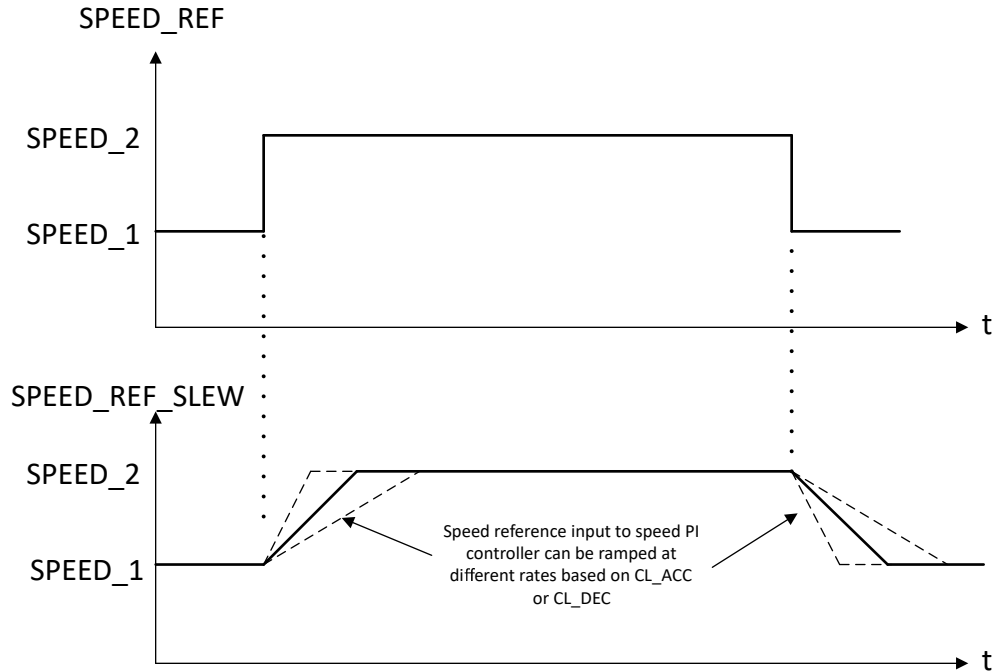 SPEED_REF
SPEED_2
SPEED_1
t
SPEED_REF_SLEW
SPEED_2
Speed reference input to speed PI
controller can be ramped at
different rates based on CL_ACC
or CL_DEC
SPEED_1
t